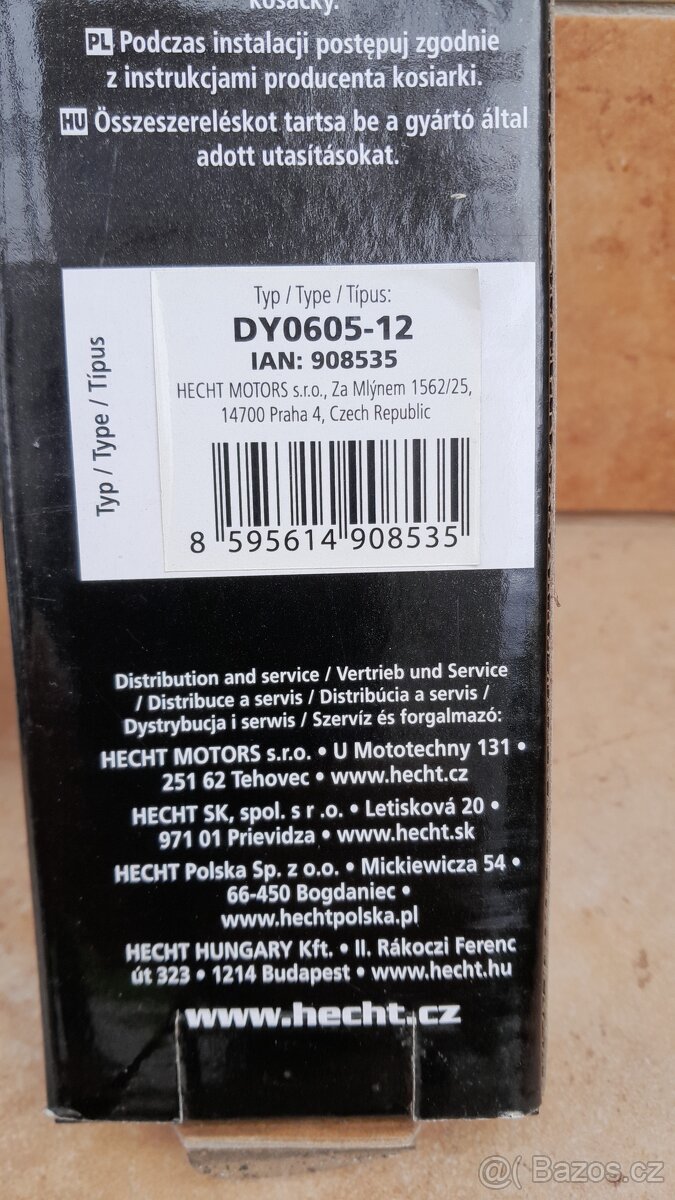 kosačky.
PL Podczas instalacji postępuj zgodnie
z instrukcjami producenta kosiarki.
HU Összeszereléskot tartsa be a gyártó által
adott utasításokat.
Typ / Type / Típus
Typ / Type / Típus:
DY0605-12
IAN: 908535
HECHT MOTORS s.r.o., Za Mlýnem 1562/25,
14700 Praha 4, Czech Republic
8 595614 908535
Distribution and service / Vertrieb und Service
/ Distribuce a servis / Distribúcia a servis /
Dystrybucja i serwis / Szervíz és forgalmazó:
HECHT MOTORS s.r.o. • U Mototechny 131 •
251 62 Tehovec • www.hecht.cz
HECHT SK, spol. s r .o. • Letisková 20 •
971 01 Prievidza • www.hecht.sk
HECHT Polska Sp. z o.o. • Mickiewicza 54 •
66-450 Bogdaniec •
www.hechtpolska.pl
HECHT HUNGARY Kft. • II. Rákoczi Ferenc
út 323 • 1214 Budapest • www.hecht.hu
www.hecht.cz
Bazos.cz